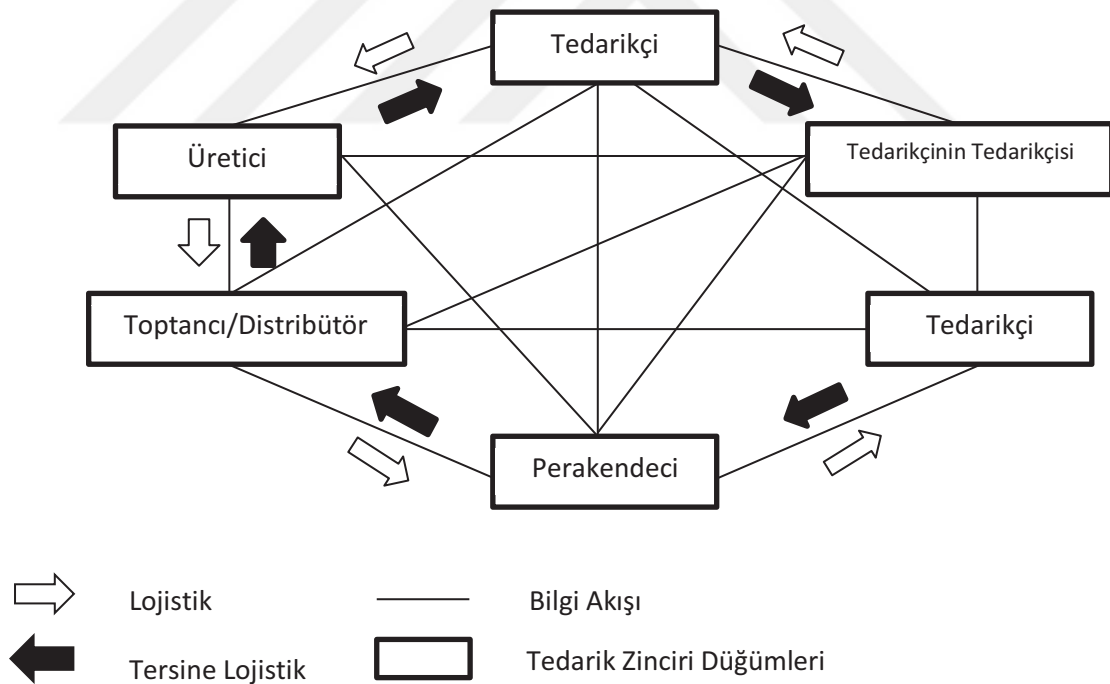 Tedarikçi
Üretici
Tedarikçinin Tedarikçisi
Toptancı/Distribütör
Tedarikçi
Perakendeci
Lojistik
Bilgi Akışı
Tersine Lojistik
Tedarik Zinciri Düğümleri